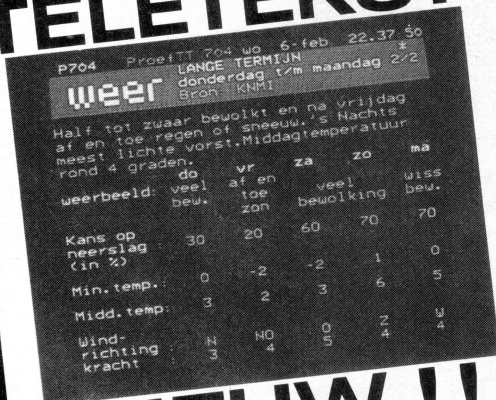 TELETEKST
P704 ProefTT 704 wo 6-feb 22.37.50
weer LANGE TERMIJN *
donderdag t/m maandag 2/2
Bron KNMI
Half tot zwaar bewolkt en na vrijdag
af en toe regen of sneeuw.'s Nachts
meest lichte vorst.Middagtemperatuur
rond 4 graden.
do vr za zo ma
weerbeeld: veel af en veel wiss
bew. toe bewolking bew.
zon
Kans op
neerslag : 30 20 60 70 70
(in %)
Min.temp.: 0 -2 -2 1 0
Midd.temp: 3 2 3 6 5
Wind-
richting : N NO O Z W
kracht 3 4 5 4 4
!!